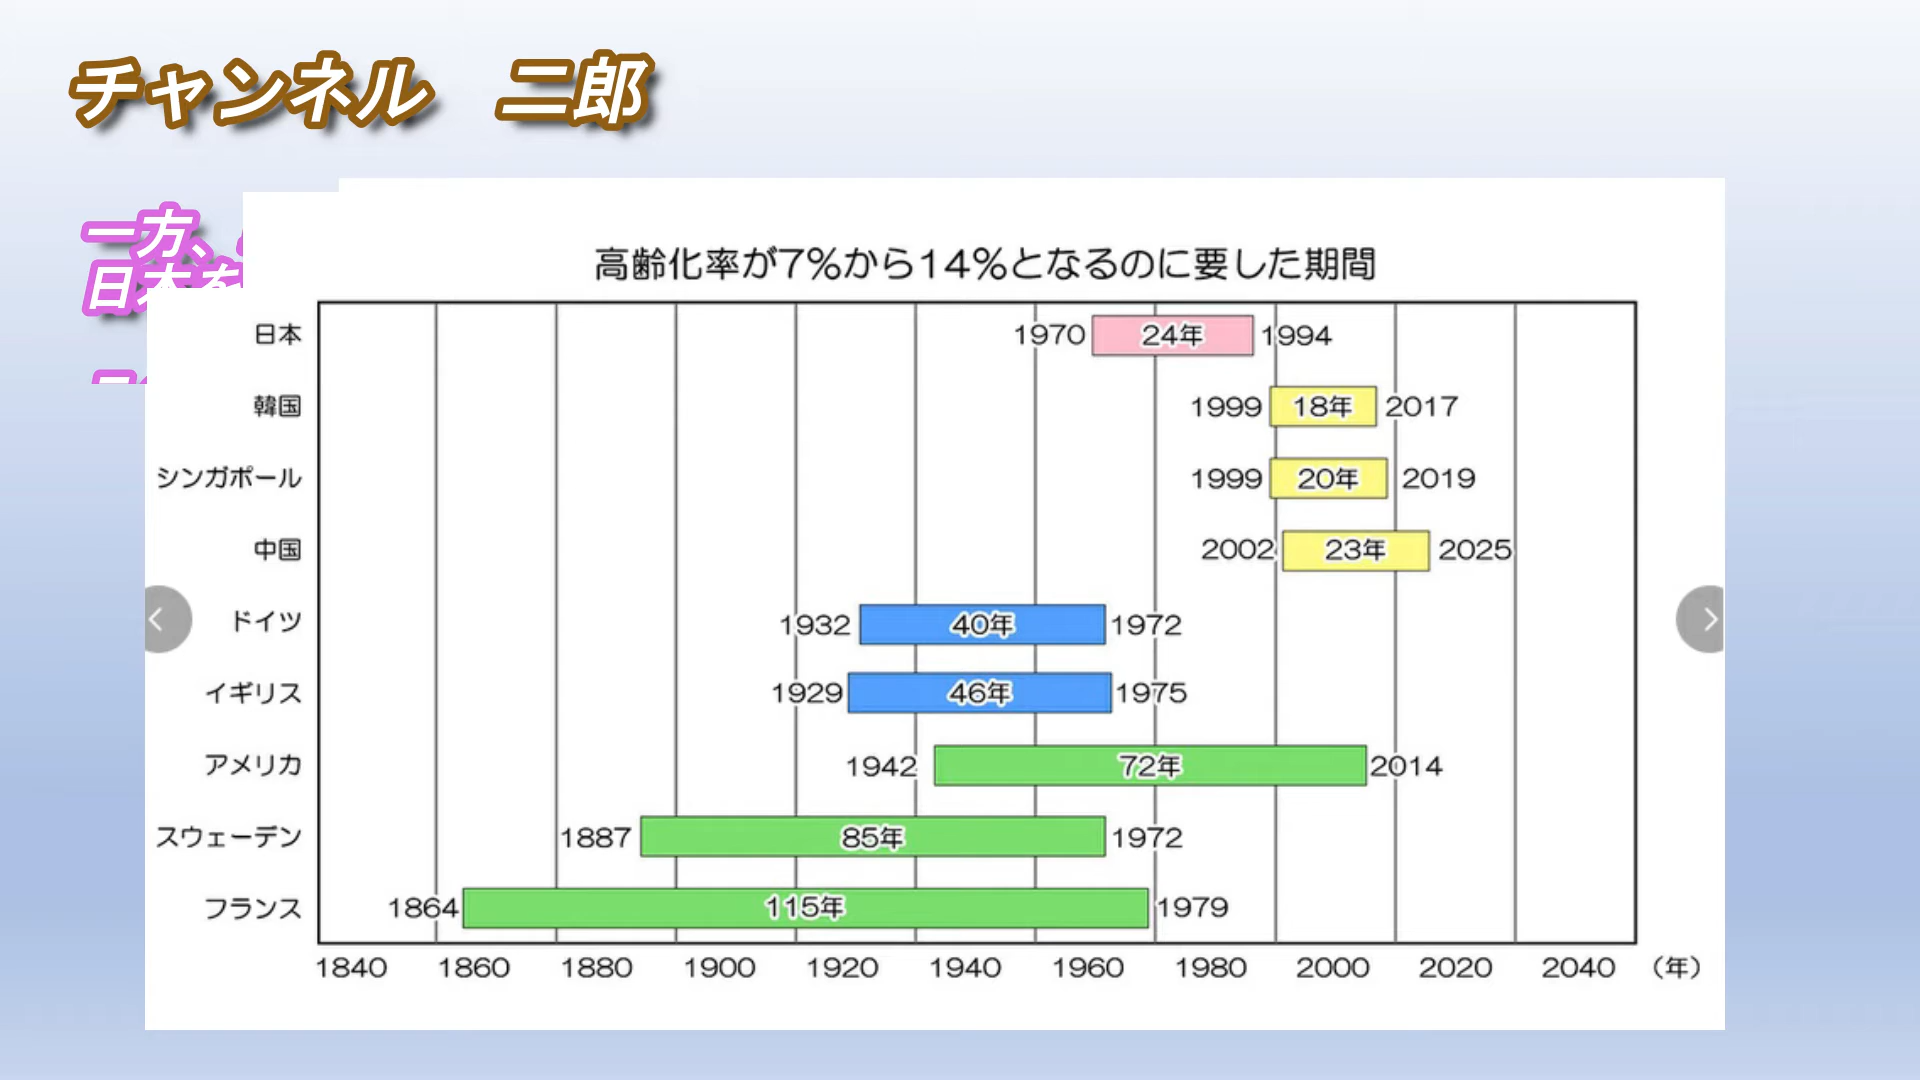 チャンネル 二郎
一方、
日本を
高齢化率が7%から14%となるのに要した期間
日本 1970 24年 1994
韓国 1999 18年 2017
シンガポール 1999 20年 2019
中国 2002 23年 2025
ドイツ 1932 40年 1972
イギリス 1929 46年 1975
アメリカ 1942 72年 2014
スウェーデン 1887 85年 1972
フランス 1864 115年 1979
1840 1860 1880 1900 1920 1940 1960 1980 2000 2020 2040 (年)